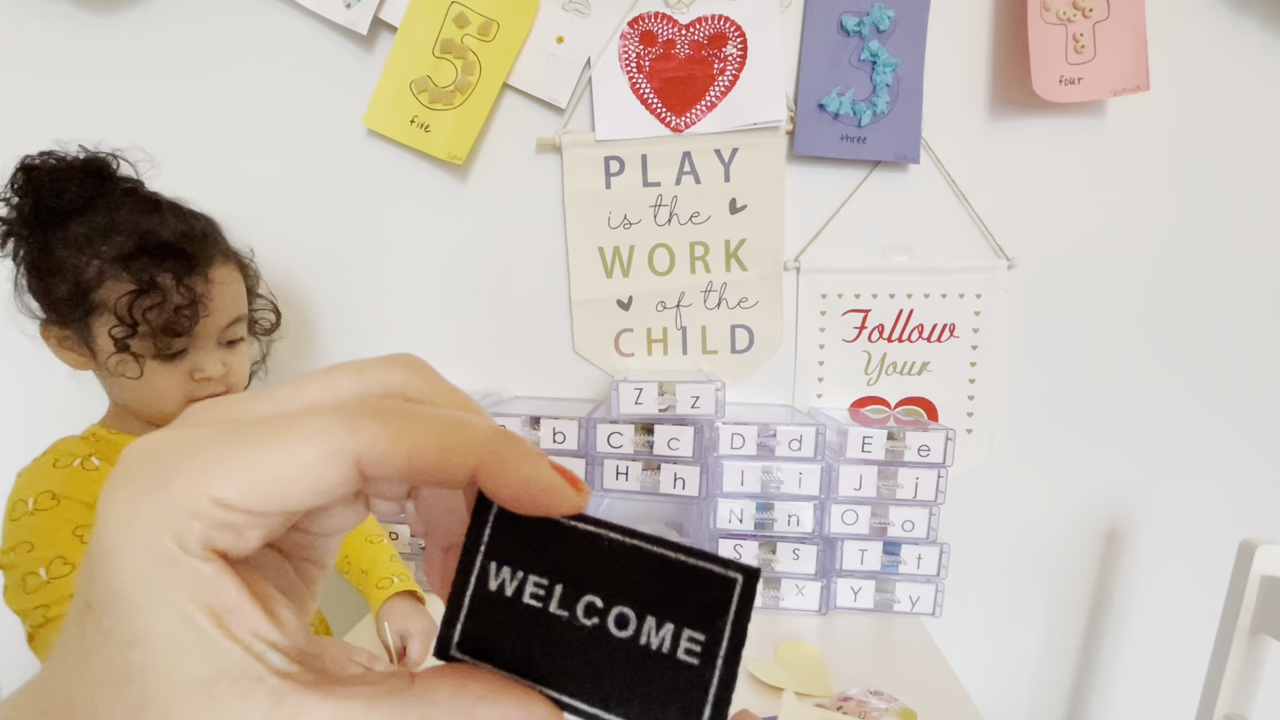 5
five
3
three
four
PLAY
is the
WORK
of the
CHILD
Follow
Your
Z z
b
C c
D d
E e
H h
I i
J j
N n
O o
S s
T t
x
Y y
WELCOME